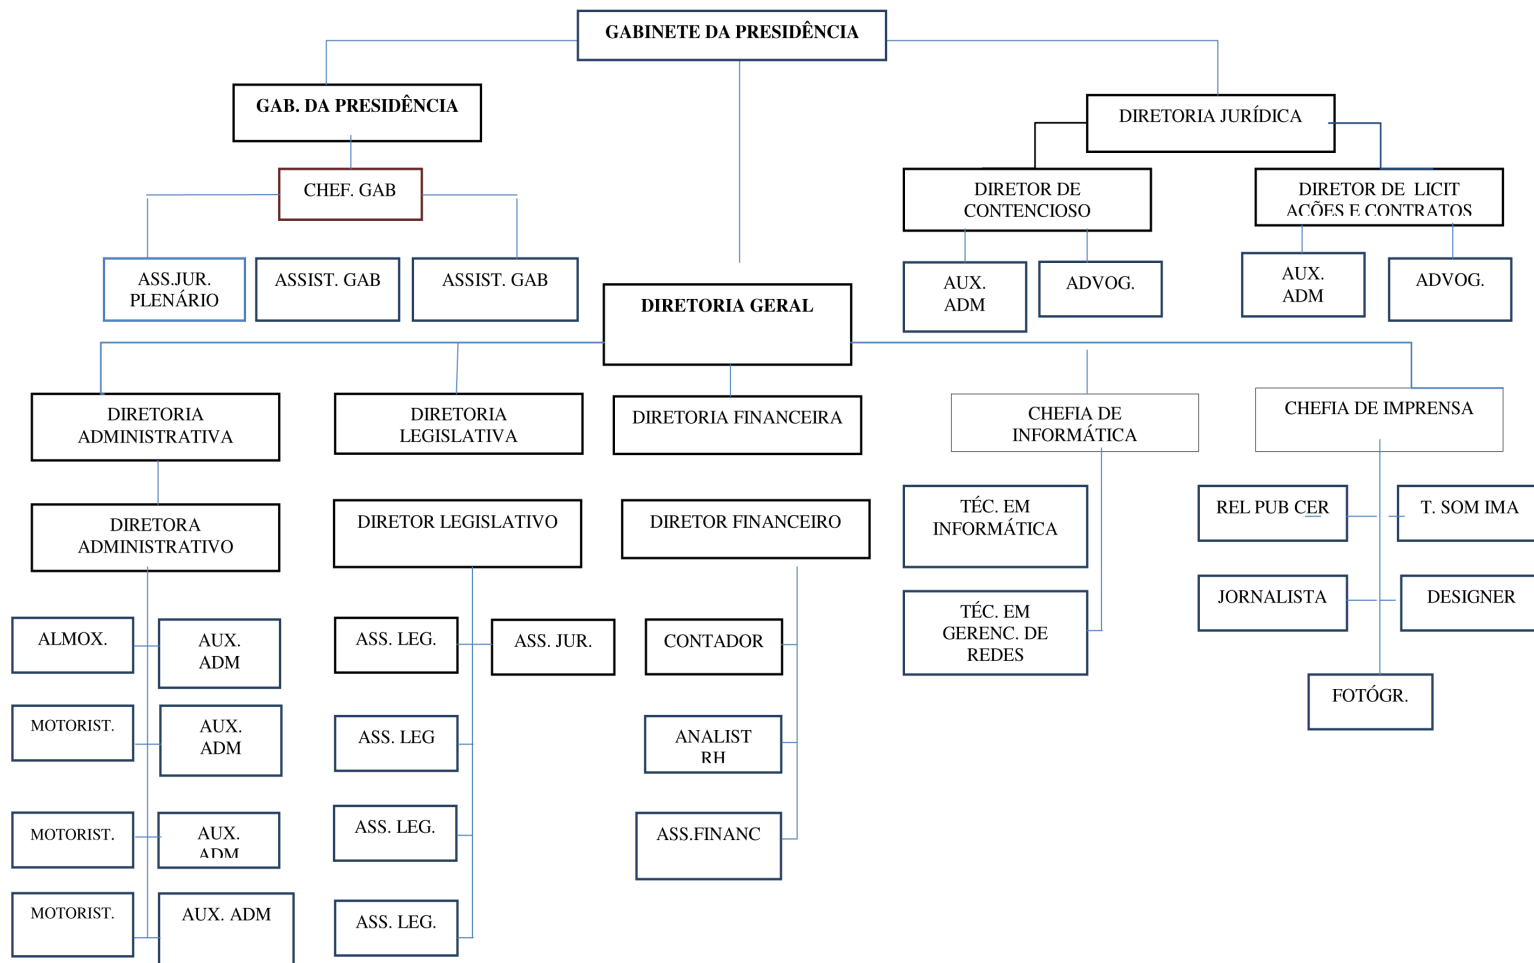 GABINETE DA PRESIDÊNCIA
GAB. DA PRESIDÊNCIA
DIRETORIA JURÍDICA
CHEF. GAB
DIRETOR DE
CONTENCIOSO
DIRETOR DE LICIT
AÇÕES E CONTRATOS
ASS.JUR.
PLENÁRIO
ASSIST. GAB
ASSIST. GAB
AUX.
ADM
ADVOG.
AUX.
ADM
ADVOG.
DIRETORIA GERAL
DIRETORIA
ADMINISTRATIVA
DIRETORIA
LEGISLATIVA
DIRETORIA FINANCEIRA
CHEFIA DE
INFORMÁTICA
CHEFIA DE IMPRENSA
DIRETORA
ADMINISTRATIVO
DIRETOR LEGISLATIVO
DIRETOR FINANCEIRO
TÉC. EM
INFORMÁTICA
REL PUB CER
T. SOM IMA
TÉC. EM
GERENC. DE
REDES
JORNALISTA
DESIGNER
ALMOX.
AUX.
ADM
ASS. LEG.
ASS. JUR.
CONTADOR
FOTÓGR.
MOTORIST.
AUX.
ADM
ASS. LEG
ANALIST
RH
MOTORIST.
AUX.
ADM
ASS. LEG.
ASS.FINANC
MOTORIST.
AUX. ADM
ASS. LEG.